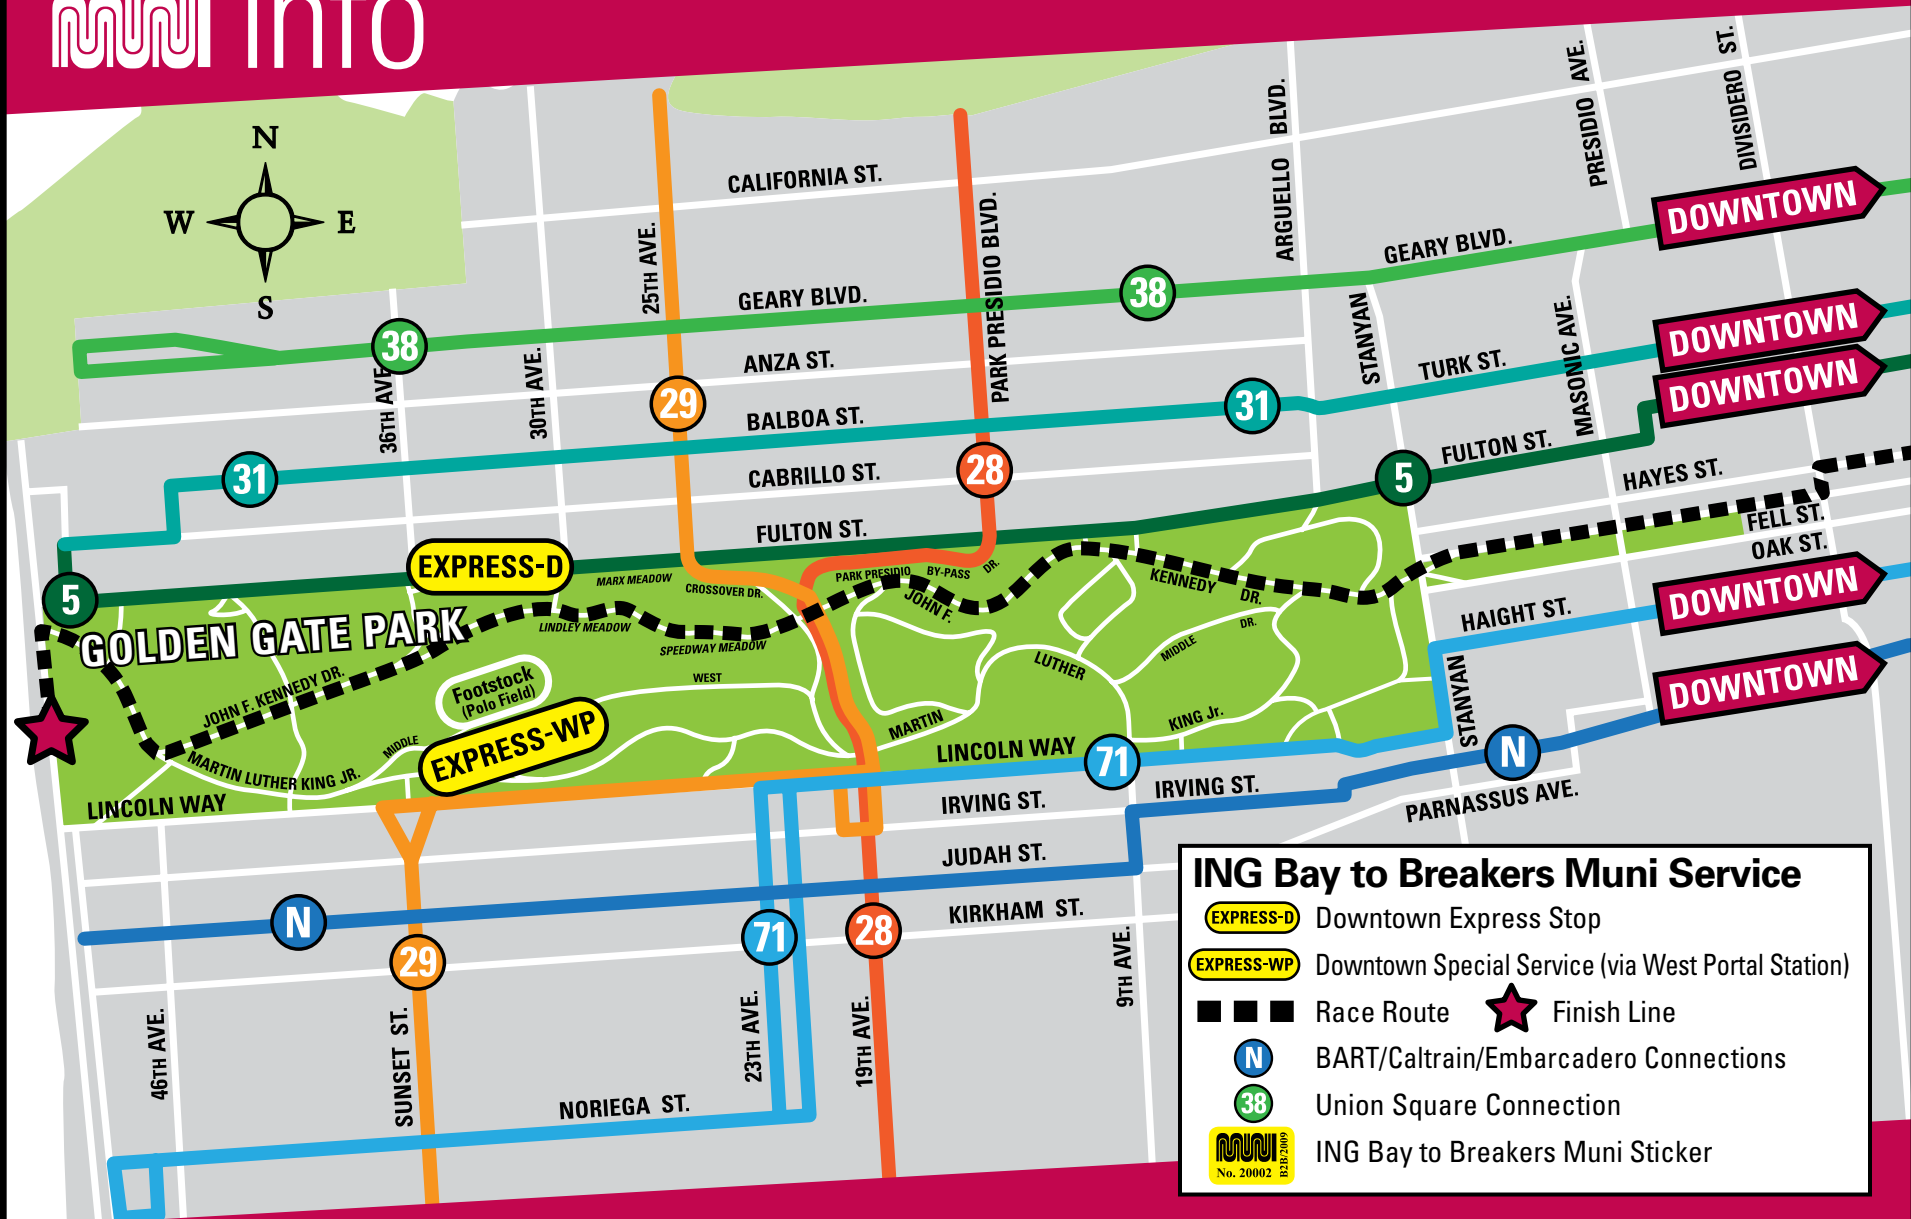 MUNI info
N
W E
S
CALIFORNIA ST.
25TH AVE.
PARK PRESIDIO BLVD.
ARGUELLO BLVD.
PRESIDIO AVE.
DIVISIDERO ST.
DOWNTOWN
GEARY BLVD.
GEARY BLVD.
38
38
36TH AVE.
30TH AVE.
ANZA ST.
29
BALBOA ST.
31
31
STANYAN
TURK ST.
MASONIC AVE.
DOWNTOWN
DOWNTOWN
CABRILLO ST.
28
5
FULTON ST.
FULTON ST.
HAYES ST.
FELL ST.
OAK ST.
EXPRESS-D
MARX MEADOW
CROSSOVER DR.
PARK PRESIDIO BY-PASS DR.
JOHN F. KENNEDY DR.
5
GOLDEN GATE PARK
LINDLEY MEADOW
SPEEDWAY MEADOW
HAIGHT ST.
DOWNTOWN
MIDDLE DR.
Footstock
(Polo Field)
WEST
LUTHER
JOHN F. KENNEDY DR.
MIDDLE
EXPRESS-WP
MARTIN
KING Jr.
STANYAN
DOWNTOWN
MARTIN LUTHER KING JR.
LINCOLN WAY
LINCOLN WAY
71
N
IRVING ST.
IRVING ST.
PARNASSUS AVE.
JUDAH ST.
N
29
71
28
KIRKHAM ST.
9TH AVE.
46TH AVE.
SUNSET ST.
23TH AVE.
19TH AVE.
NORIEGA ST.
ING Bay to Breakers Muni Service
EXPRESS-D Downtown Express Stop
EXPRESS-WP Downtown Special Service (via West Portal Station)
Race Route Finish Line
N BART/Caltrain/Embarcadero Connections
38 Union Square Connection
MUNI No. 20002 B2B/2009 ING Bay to Breakers Muni Sticker